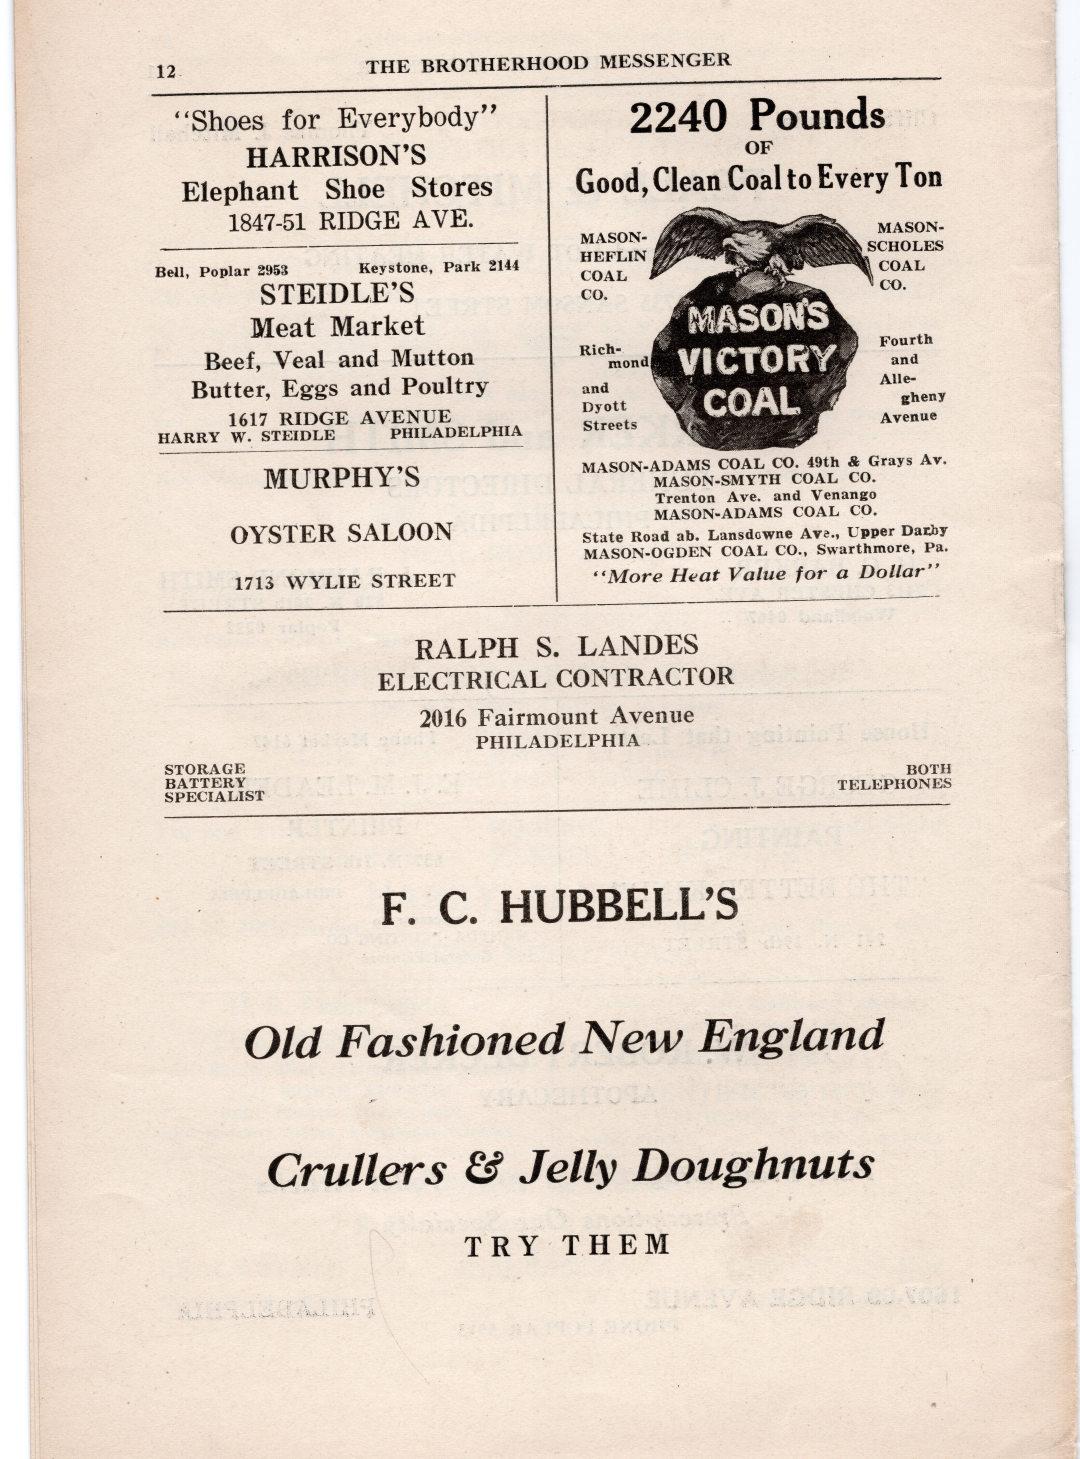 12
THE BROTHERHOOD MESSENGER
"Shoes for Everybody"
HARRISON'S
Elephant Shoe Stores
1847-51 RIDGE AVE.
Bell, Poplar 2953 Keystone, Park 2144
STEIDLE'S
Meat Market
Beef, Veal and Mutton
Butter, Eggs and Poultry
1617 RIDGE AVENUE
HARRY W. STEIDLE PHILADELPHIA
MURPHY'S
OYSTER SALOON
1713 WYLIE STREET
2240 Pounds
OF
Good, Clean Coal to Every Ton
MASON-
HEFLIN
COAL
CO.
Rich-
mond
and
Dyott
Streets
MASON'S
VICTORY
COAL
MASON-
SCHOLES
COAL
CO.
Fourth
and
Alle-
gheny
Avenue
MASON-ADAMS COAL CO. 49th & Grays Av.
MASON-SMYTH COAL CO.
Trenton Ave. and Venango
MASON-ADAMS COAL CO.
State Road ab. Lansdowne Ave., Upper Darby
MASON-OGDEN COAL CO., Swarthmore, Pa.
"More Heat Value for a Dollar"
RALPH S. LANDES
ELECTRICAL CONTRACTOR
2016 Fairmount Avenue
PHILADELPHIA
STORAGE
BATTERY
SPECIALIST
BOTH
TELEPHONES
F. C. HUBBELL'S
Old Fashioned New England
Crullers & Jelly Doughnuts
TRY THEM